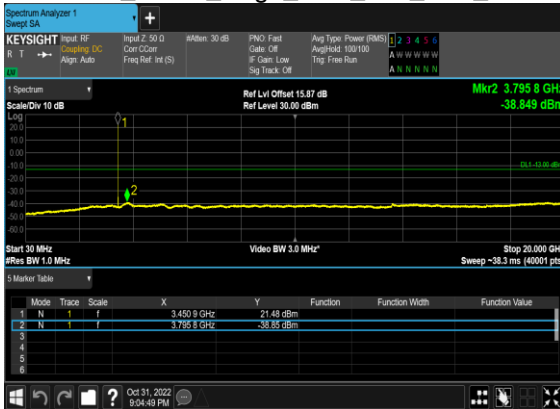 Spectrum Analyzer 1
Swept SA
+
KEYSIGHT Input: RF Input Z: 50 Ω #Atten: 30 dB PNO: Fast Avg Type: Power (RMS) 1 2 3 4 5 6
R T Coupling: DC Corr CCorr Gate: Off Avg|Hold: 100/100 A W W W W W
Align: Auto Freq Ref: Int (S) IF Gain: Low Trig: Free Run
LXI Sig Track: Off A N N N N N
1 Spectrum Ref Lvl Offset 15.87 dB Mkr2 3.795 8 GHz
Scale/Div 10 dB Ref Level 30.00 dBm -38.849 dBm
Log
20.0
10.0
0.00
-10.0
-20.0
-30.0
-40.0
-50.0
-60.0
1
DL1 -13.00 dBm
2
Start 30 MHz Video BW 3.0 MHz* Stop 20.000 GH
#Res BW 1.0 MHz Sweep ~38.3 ms (40001 pts
5 Marker Table
Mode Trace Scale X Y Function Function Width Function Value
1 N 1 f 3.450 9 GHz 21.48 dBm
2 N 1 f 3.795 8 GHz -38.85 dBm
3
4
5
6
? Oct 31, 2022
9:04:49 PM